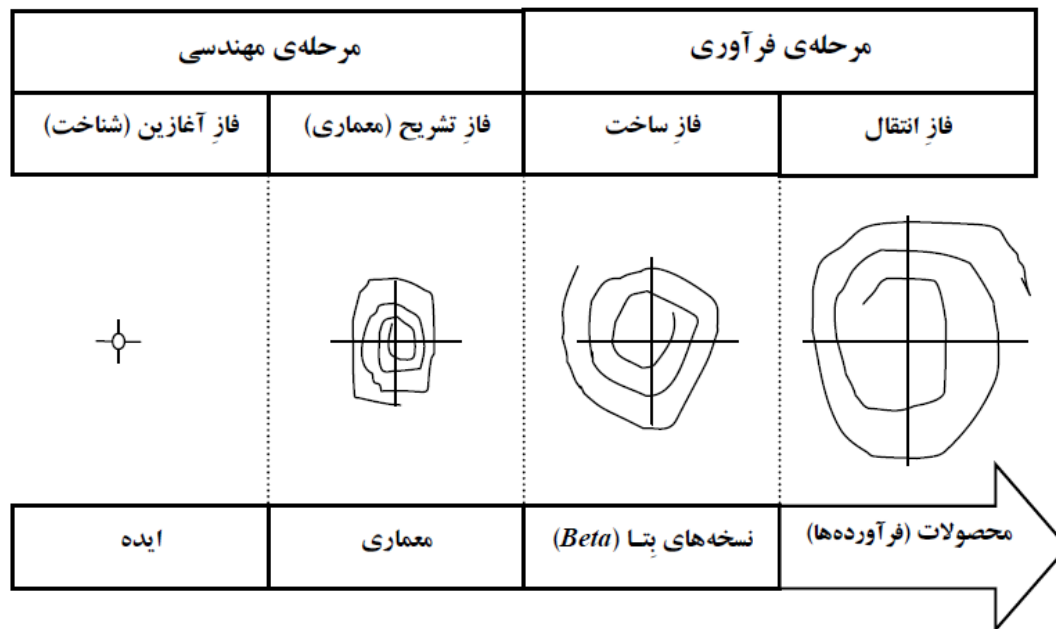 مرحله‌ی مهندسی
مرحله‌ی فرآوری
فازِ آغازین (شناخت)
فازِ تشریح (معماری)
فازِ ساخت
فازِ انتقال
ایده
معماری
نسخه‌های بِتـا (Beta)
محصولات (فرآورده‌ها)